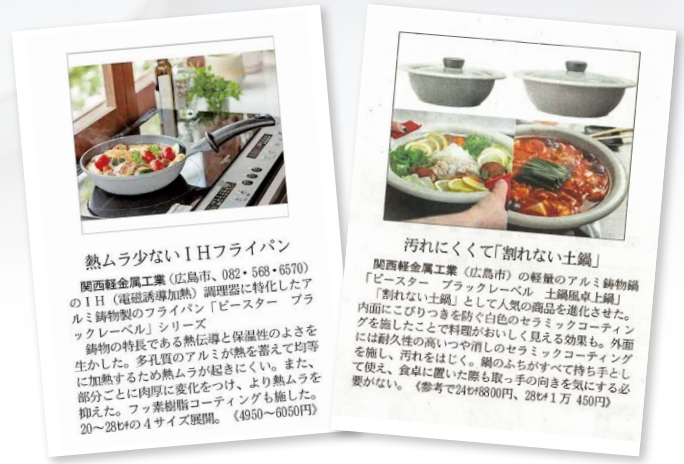 熱ムラ少ないIHフライパン
関西軽金属工業（広島市、082・568・6570）
のIH（電磁誘導加熱）調理器に特化したア
ルミ鋳物製のフライパン「ビースター　ブラ
ックレーベル」シリーズ
鋳物の特長である熱伝導と保温性のよさを
生かした。多孔質のアルミが熱を蓄えて均等
に加熱するため熱ムラが起きにくい。また、
部分ごとに肉厚に変化をつけ、より熱ムラを
抑えた。フッ素樹脂コーティングも施した。
20〜28㌢の４サイズ展開。《4950〜6050円》
汚れにくくて「割れない土鍋」
関西軽金属工業（広島市）の軽量のアルミ鋳物鍋
「ビースター　ブラックレーベル　土鍋風卓上鍋」
「割れない土鍋」として人気の商品を進化させた。
内面にこびりつきを防ぐ白色のセラミックコーティン
グを施したことで料理がおいしく見える効果も。外面
には耐久性の高いつや消しのセラミックコーティング
を施し、汚れをはじく。鍋のふちがすべて持ち手とし
て使え、食卓に置いた際も取っ手の向きを気にする必
要がない。《参考で24㌢8800円、28㌢１万 450円》